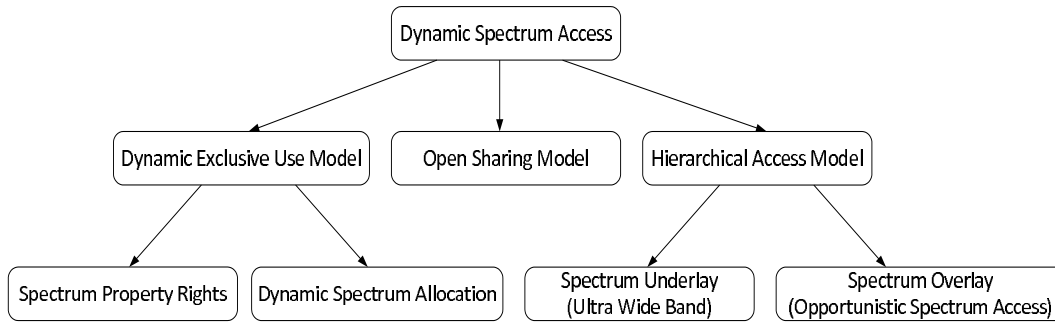 Dynamic Spectrum Access
Dynamic Exclusive Use Model
Open Sharing Model
Hierarchical Access Model
Spectrum Property Rights
Dynamic Spectrum Allocation
Spectrum Underlay
(Ultra Wide Band)
Spectrum Overlay
(Opportunistic Spectrum Access)